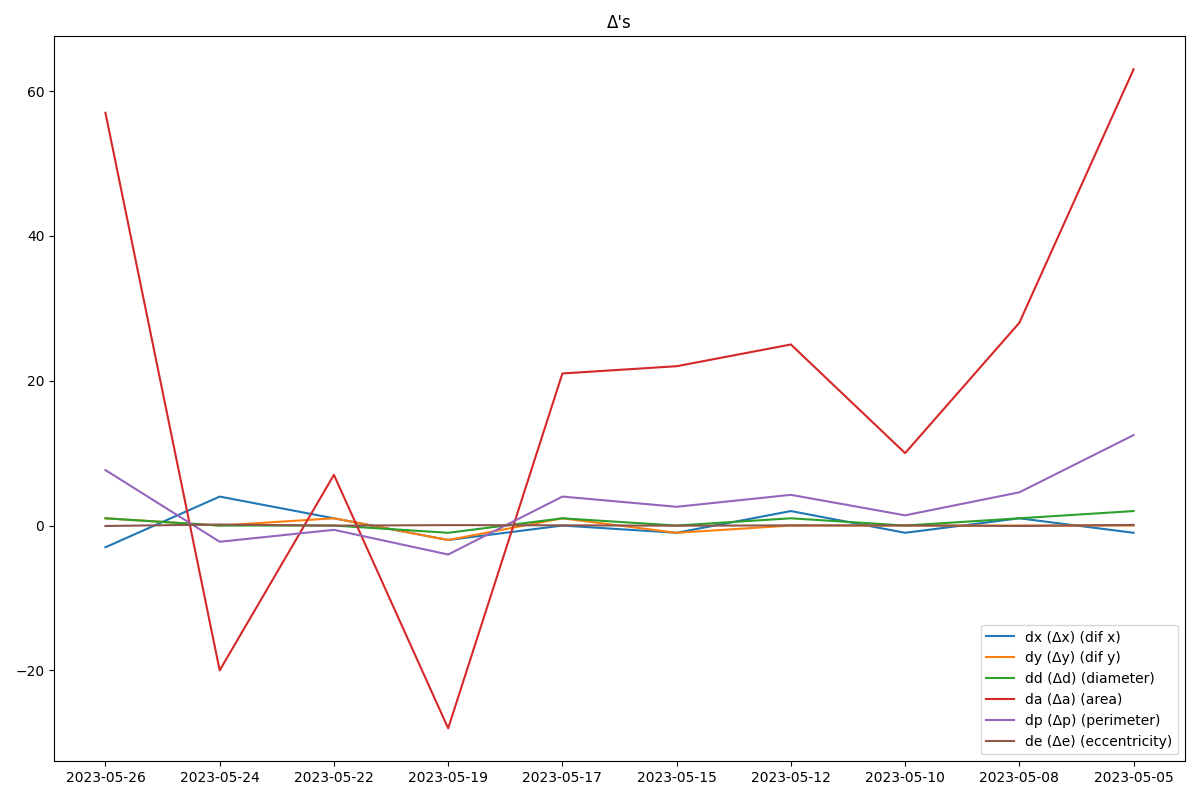 Δ's
60
40
20
0
−20
2023-05-26 2023-05-24 2023-05-22 2023-05-19 2023-05-17 2023-05-15 2023-05-12 2023-05-10 2023-05-08 2023-05-05
dx (Δx) (dif x)
dy (Δy) (dif y)
dd (Δd) (diameter)
da (Δa) (area)
dp (Δp) (perimeter)
de (Δe) (eccentricity)